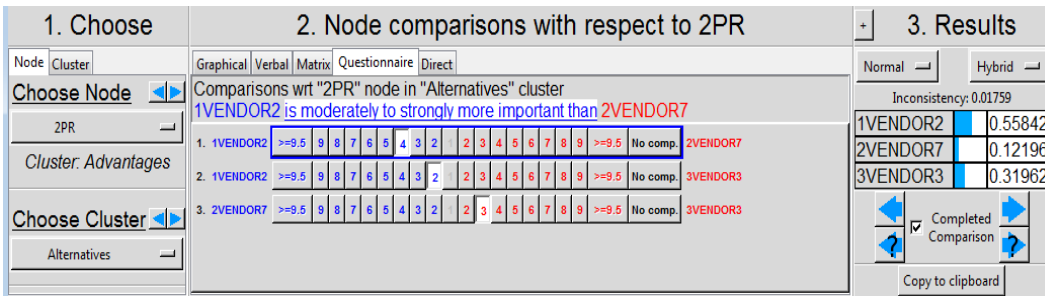 1. Choose
Node Cluster
Choose Node
2PR
Cluster: Advantages
Choose Cluster
Alternatives
2. Node comparisons with respect to 2PR
Graphical Verbal Matrix Questionnaire Direct
Comparisons wrt "2PR" node in "Alternatives" cluster
1VENDOR2 is moderately to strongly more important than 2VENDOR7
1. 1VENDOR2 >=9.5 9 8 7 6 5 4 3 2 1 2 3 4 5 6 7 8 9 >=9.5 No comp. 2VENDOR7
2. 1VENDOR2 >=9.5 9 8 7 6 5 4 3 2 1 2 3 4 5 6 7 8 9 >=9.5 No comp. 3VENDOR3
3. 2VENDOR7 >=9.5 9 8 7 6 5 4 3 2 1 2 3 4 5 6 7 8 9 >=9.5 No comp. 3VENDOR3
+ 3. Results
Normal Hybrid
Inconsistency: 0.01759
1VENDOR2 0.55842
2VENDOR7 0.12196
3VENDOR3 0.31962
Completed
Comparison
? ?
Copy to clipboard